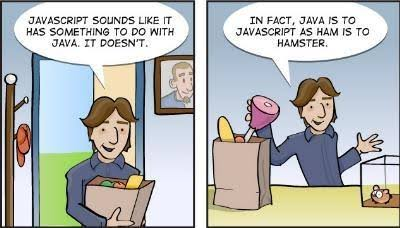 JAVASCRIPT SOUNDS LIKE IT
HAS SOMETHING TO DO WITH
JAVA. IT DOESN'T.
IN FACT, JAVA IS TO
JAVASCRIPT AS HAM IS TO
HAMSTER.